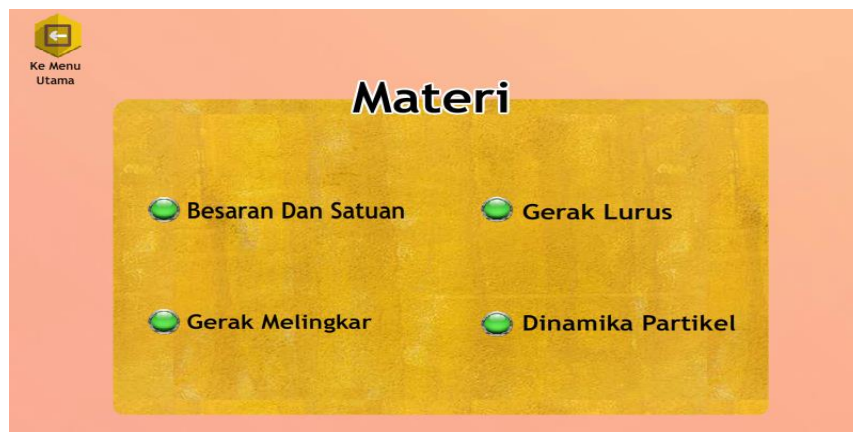 Ke Menu
Utama
Materi
Besaran Dan Satuan
Gerak Lurus
Gerak Melingkar
Dinamika Partikel